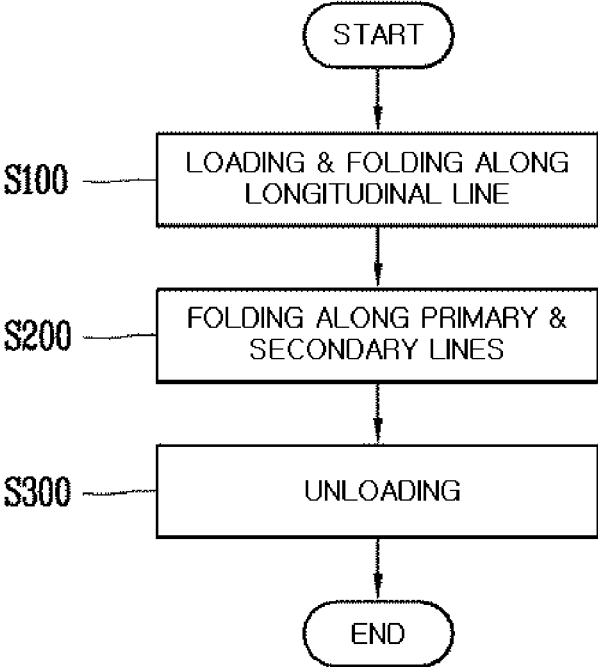 START
S100
LOADING & FOLDING ALONG
LONGITUDINAL LINE
S200
FOLDING ALONG PRIMARY &
SECONDARY LINES
S300
UNLOADING
END